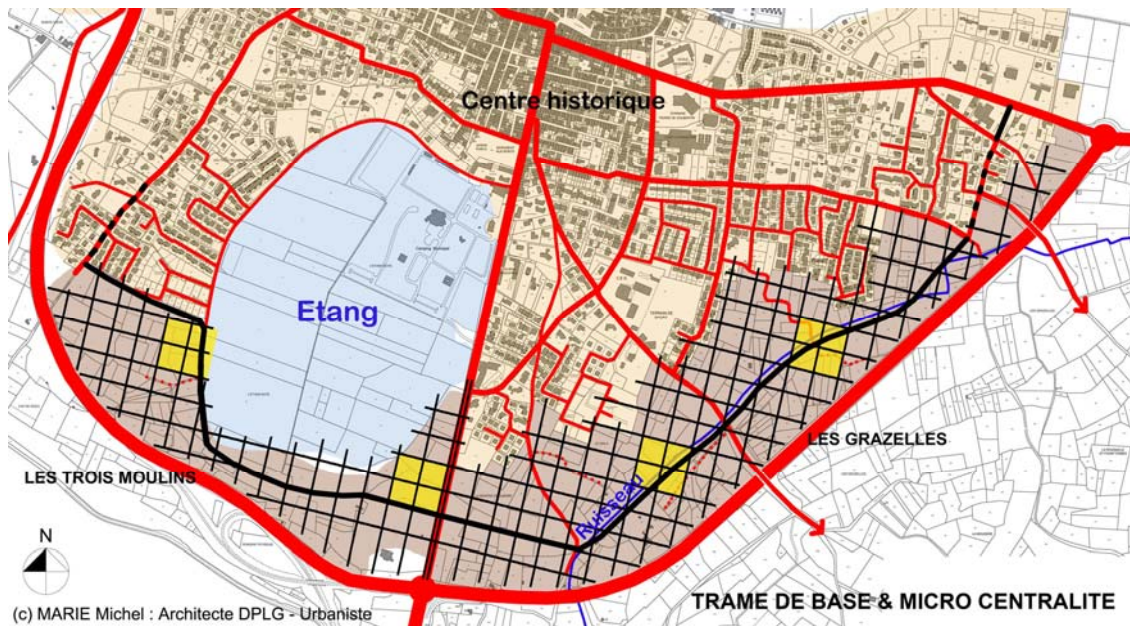 Centre historique
Etang
LES GRAZELLES
LES TROIS MOULINS
Ruisseau
N
TRAME DE BASE & MICRO CENTRALITE
(c) MARIE Michel : Architecte DPLG - Urbaniste